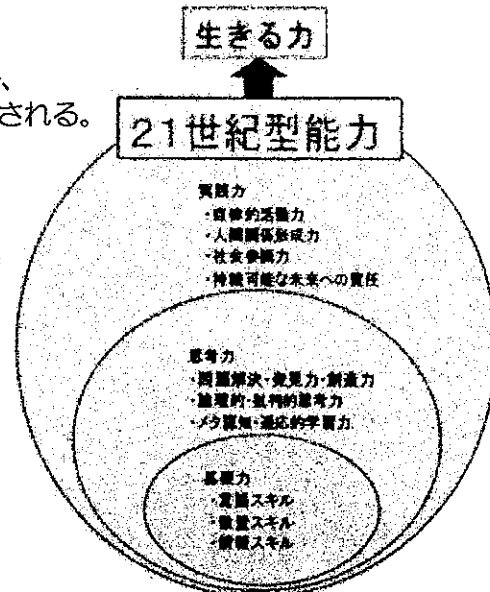 生きる力
、
される。
21世紀型能力
実践力
・自律的活動力
・人間関係形成力
・社会参画力
・持続可能な未来への責任
思考力
・問題解決・発見力・創造力
・論理的・批判的思考力
・メタ認知・適応的学習力
基礎力
・言語スキル
・数量スキル
・情報スキル